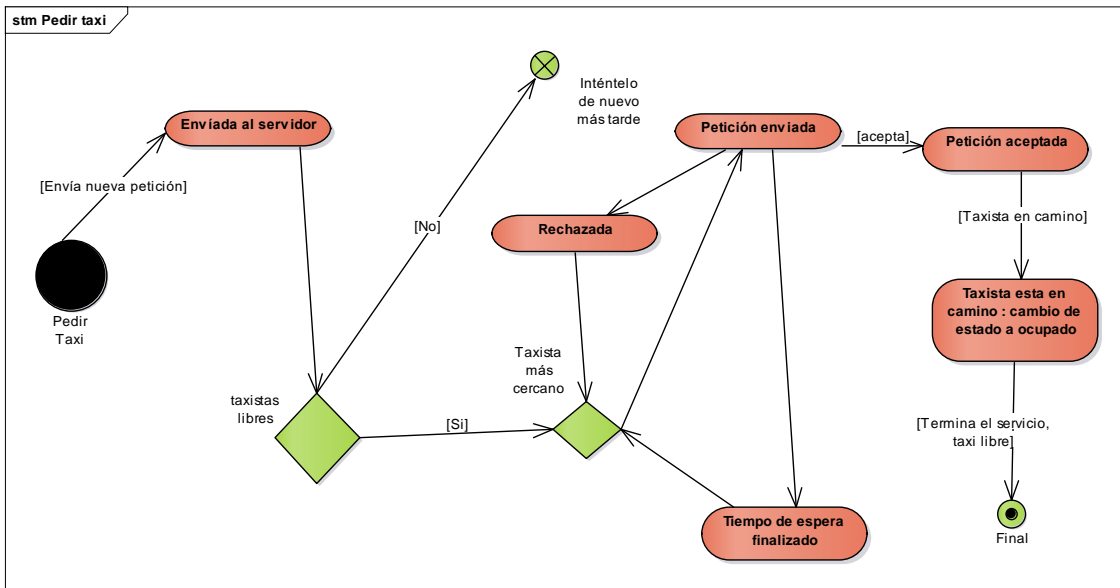 stm Pedir taxi
Envíada al servidor
[Envía nueva petición]
Pedir
Taxi
taxistas
libres
[No]
[Si]
Inténtelo
de nuevo
más tarde
Petición enviada
[acepta]
Petición aceptada
Rechazada
Taxista
más
cercano
Tiempo de espera
finalizado
[Taxista en camino]
Taxista esta en
camino : cambio de
estado a ocupado
[Termina el servicio,
taxi libre]
Final